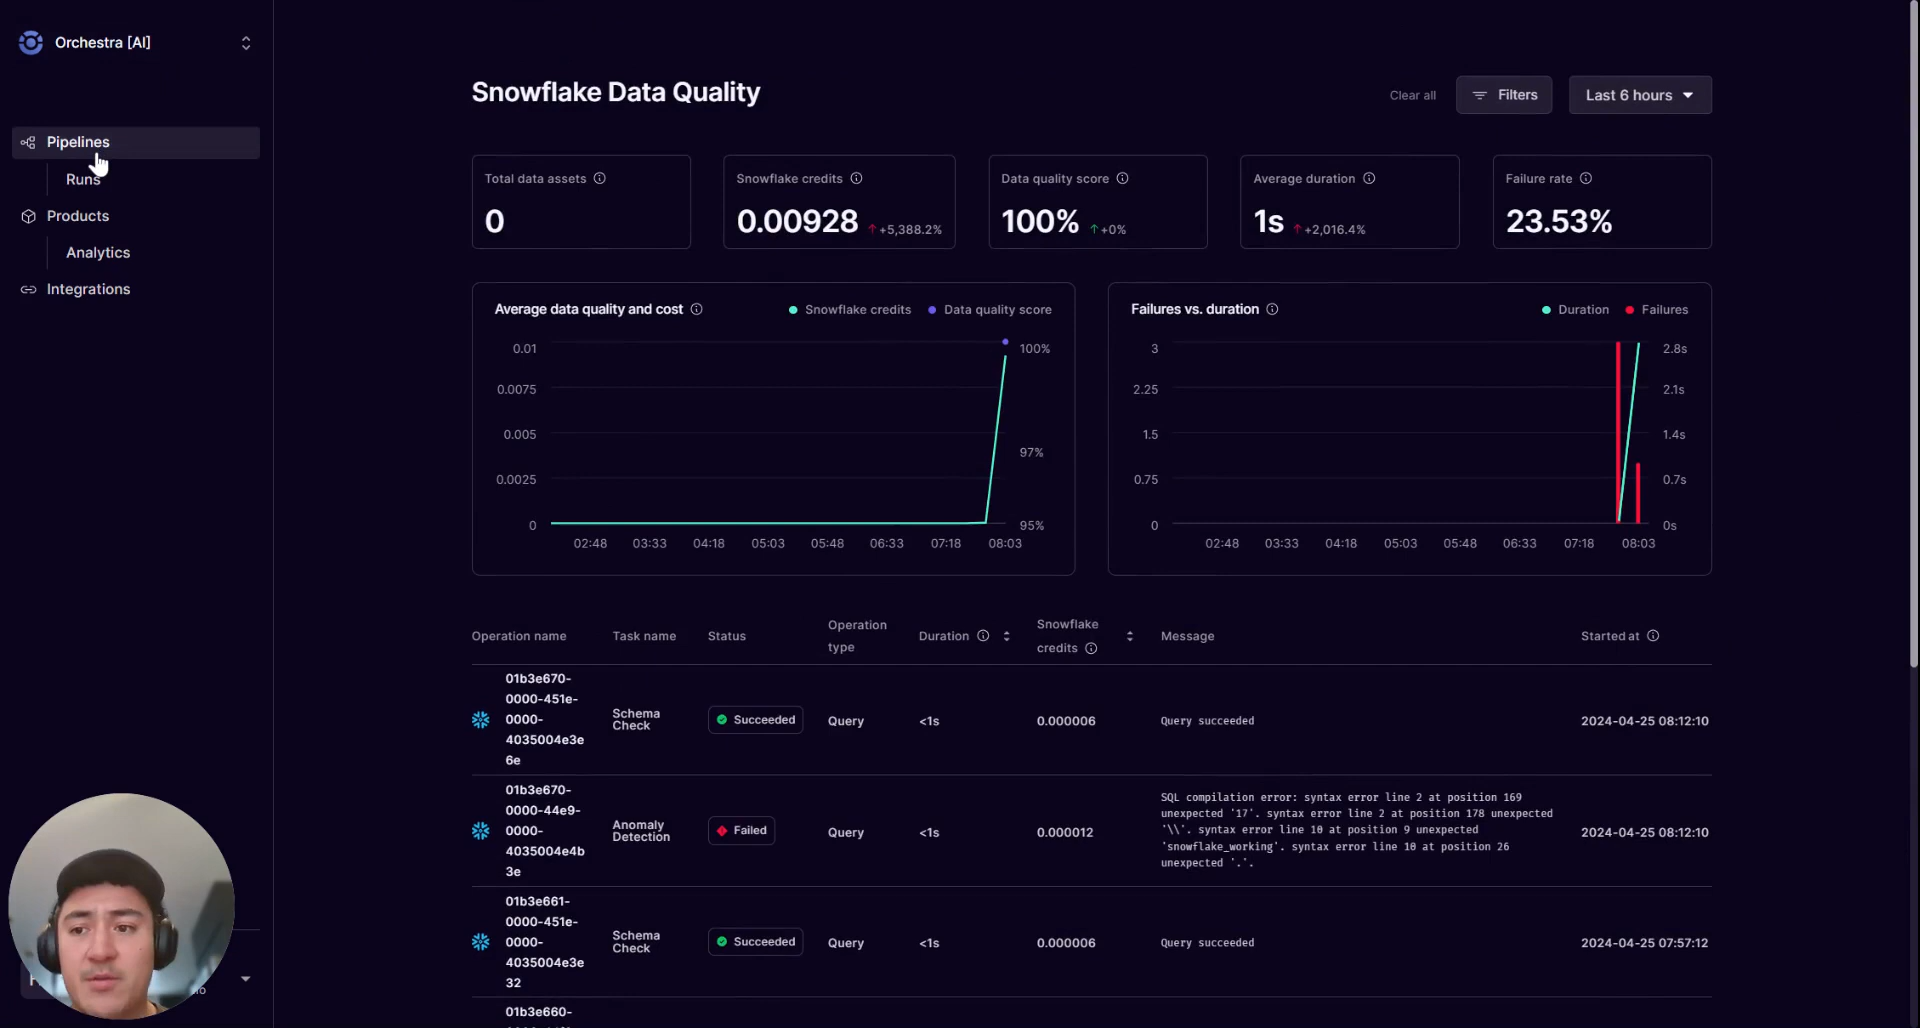 Orchestra [AI]
Pipelines
Runs
Products
Analytics
Integrations
Snowflake Data Quality
Clear all
Filters
Last 6 hours
Total data assets
0
Snowflake credits
0.00928
+5,388.2%
Data quality score
100%
+0%
Average duration
1s
+2,016.4%
Failure rate
23.53%
Average data quality and cost
Snowflake credits
Data quality score
0.01
0.0075
0.005
0.0025
0
100%
97%
95%
02:48
03:33
04:18
05:03
05:48
06:33
07:18
08:03
Failures vs. duration
Duration
Failures
3
2.25
1.5
0.75
0
2.8s
2.1s
1.4s
0.7s
0s
02:48
03:33
04:18
05:03
05:48
06:33
07:18
08:03
Operation name
Task name
Status
Operation
type
Duration
Snowflake
credits
Message
Started at
01b3e670-
0000-451e-
0000-
4035004e3e
6e
Schema
Check
Succeeded
Query
<1s
0.000006
Query succeeded
2024-04-25 08:12:10
01b3e670-
0000-44e9-
0000-
4035004e4b
3e
Anomaly
Detection
Failed
Query
<1s
0.000012
SQL compilation error: syntax error line 2 at position 169
unexpected '17'. syntax error line 2 at position 178 unexpected
'\\'. syntax error line 10 at position 9 unexpected
'snowflake_working'. syntax error line 10 at position 26
unexpected '.'.
2024-04-25 08:12:10
01b3e661-
0000-451e-
0000-
4035004e3e
32
Schema
Check
Succeeded
Query
<1s
0.000006
Query succeeded
2024-04-25 07:57:12
01b3e660-